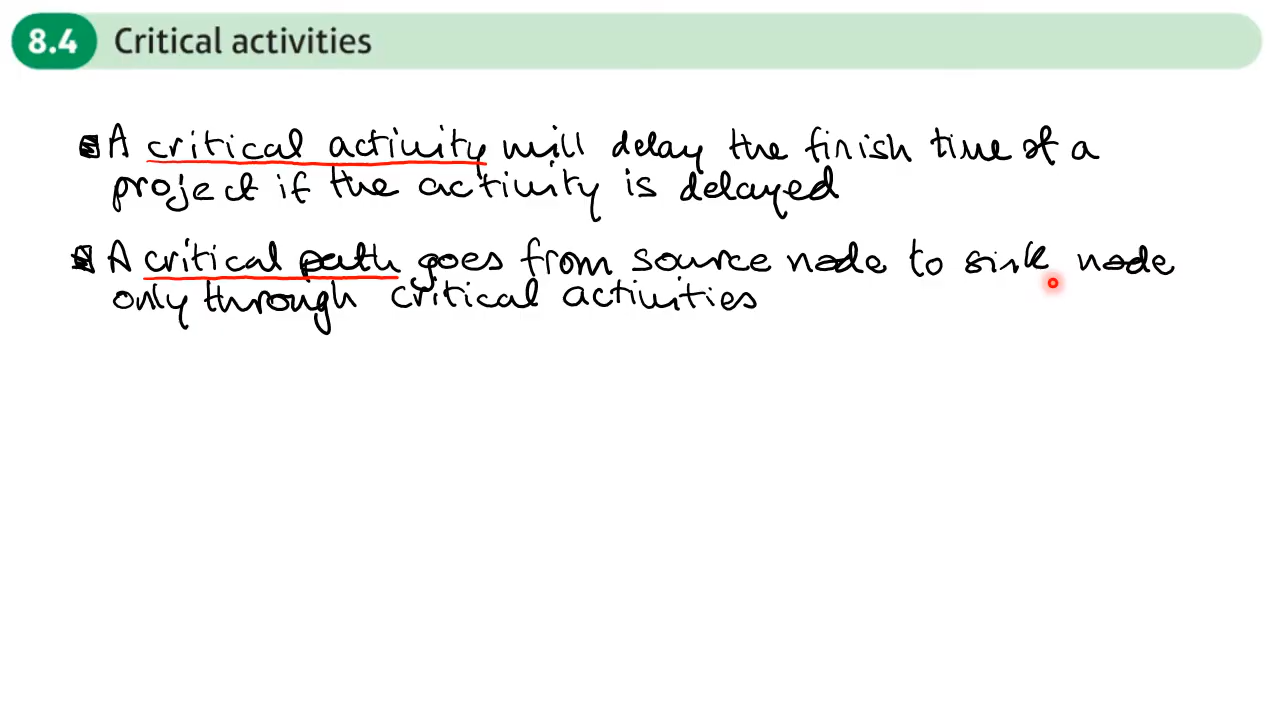 8.4 Critical activities
A critical activity will delay the finish time of a
project if the activity is delayed
A critical path goes from source node to sink node
only through critical activities